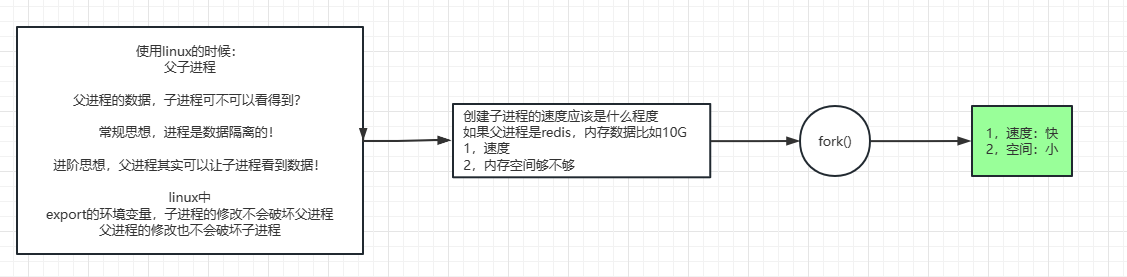 使用linux的时候：
父子进程
父进程的数据，子进程可不可以看得到？
常规思想，进程是数据隔离的！
进阶思想，父进程其实可以让子进程看到数据！
linux中
export的环境变量，子进程的修改不会破坏父进程
父进程的修改也不会破坏子进程
创建子进程的速度应该是什么程度
如果父进程是redis，内存数据比如10G
1，速度
2，内存空间够不够
fork()
1，速度：快
2，空间：小